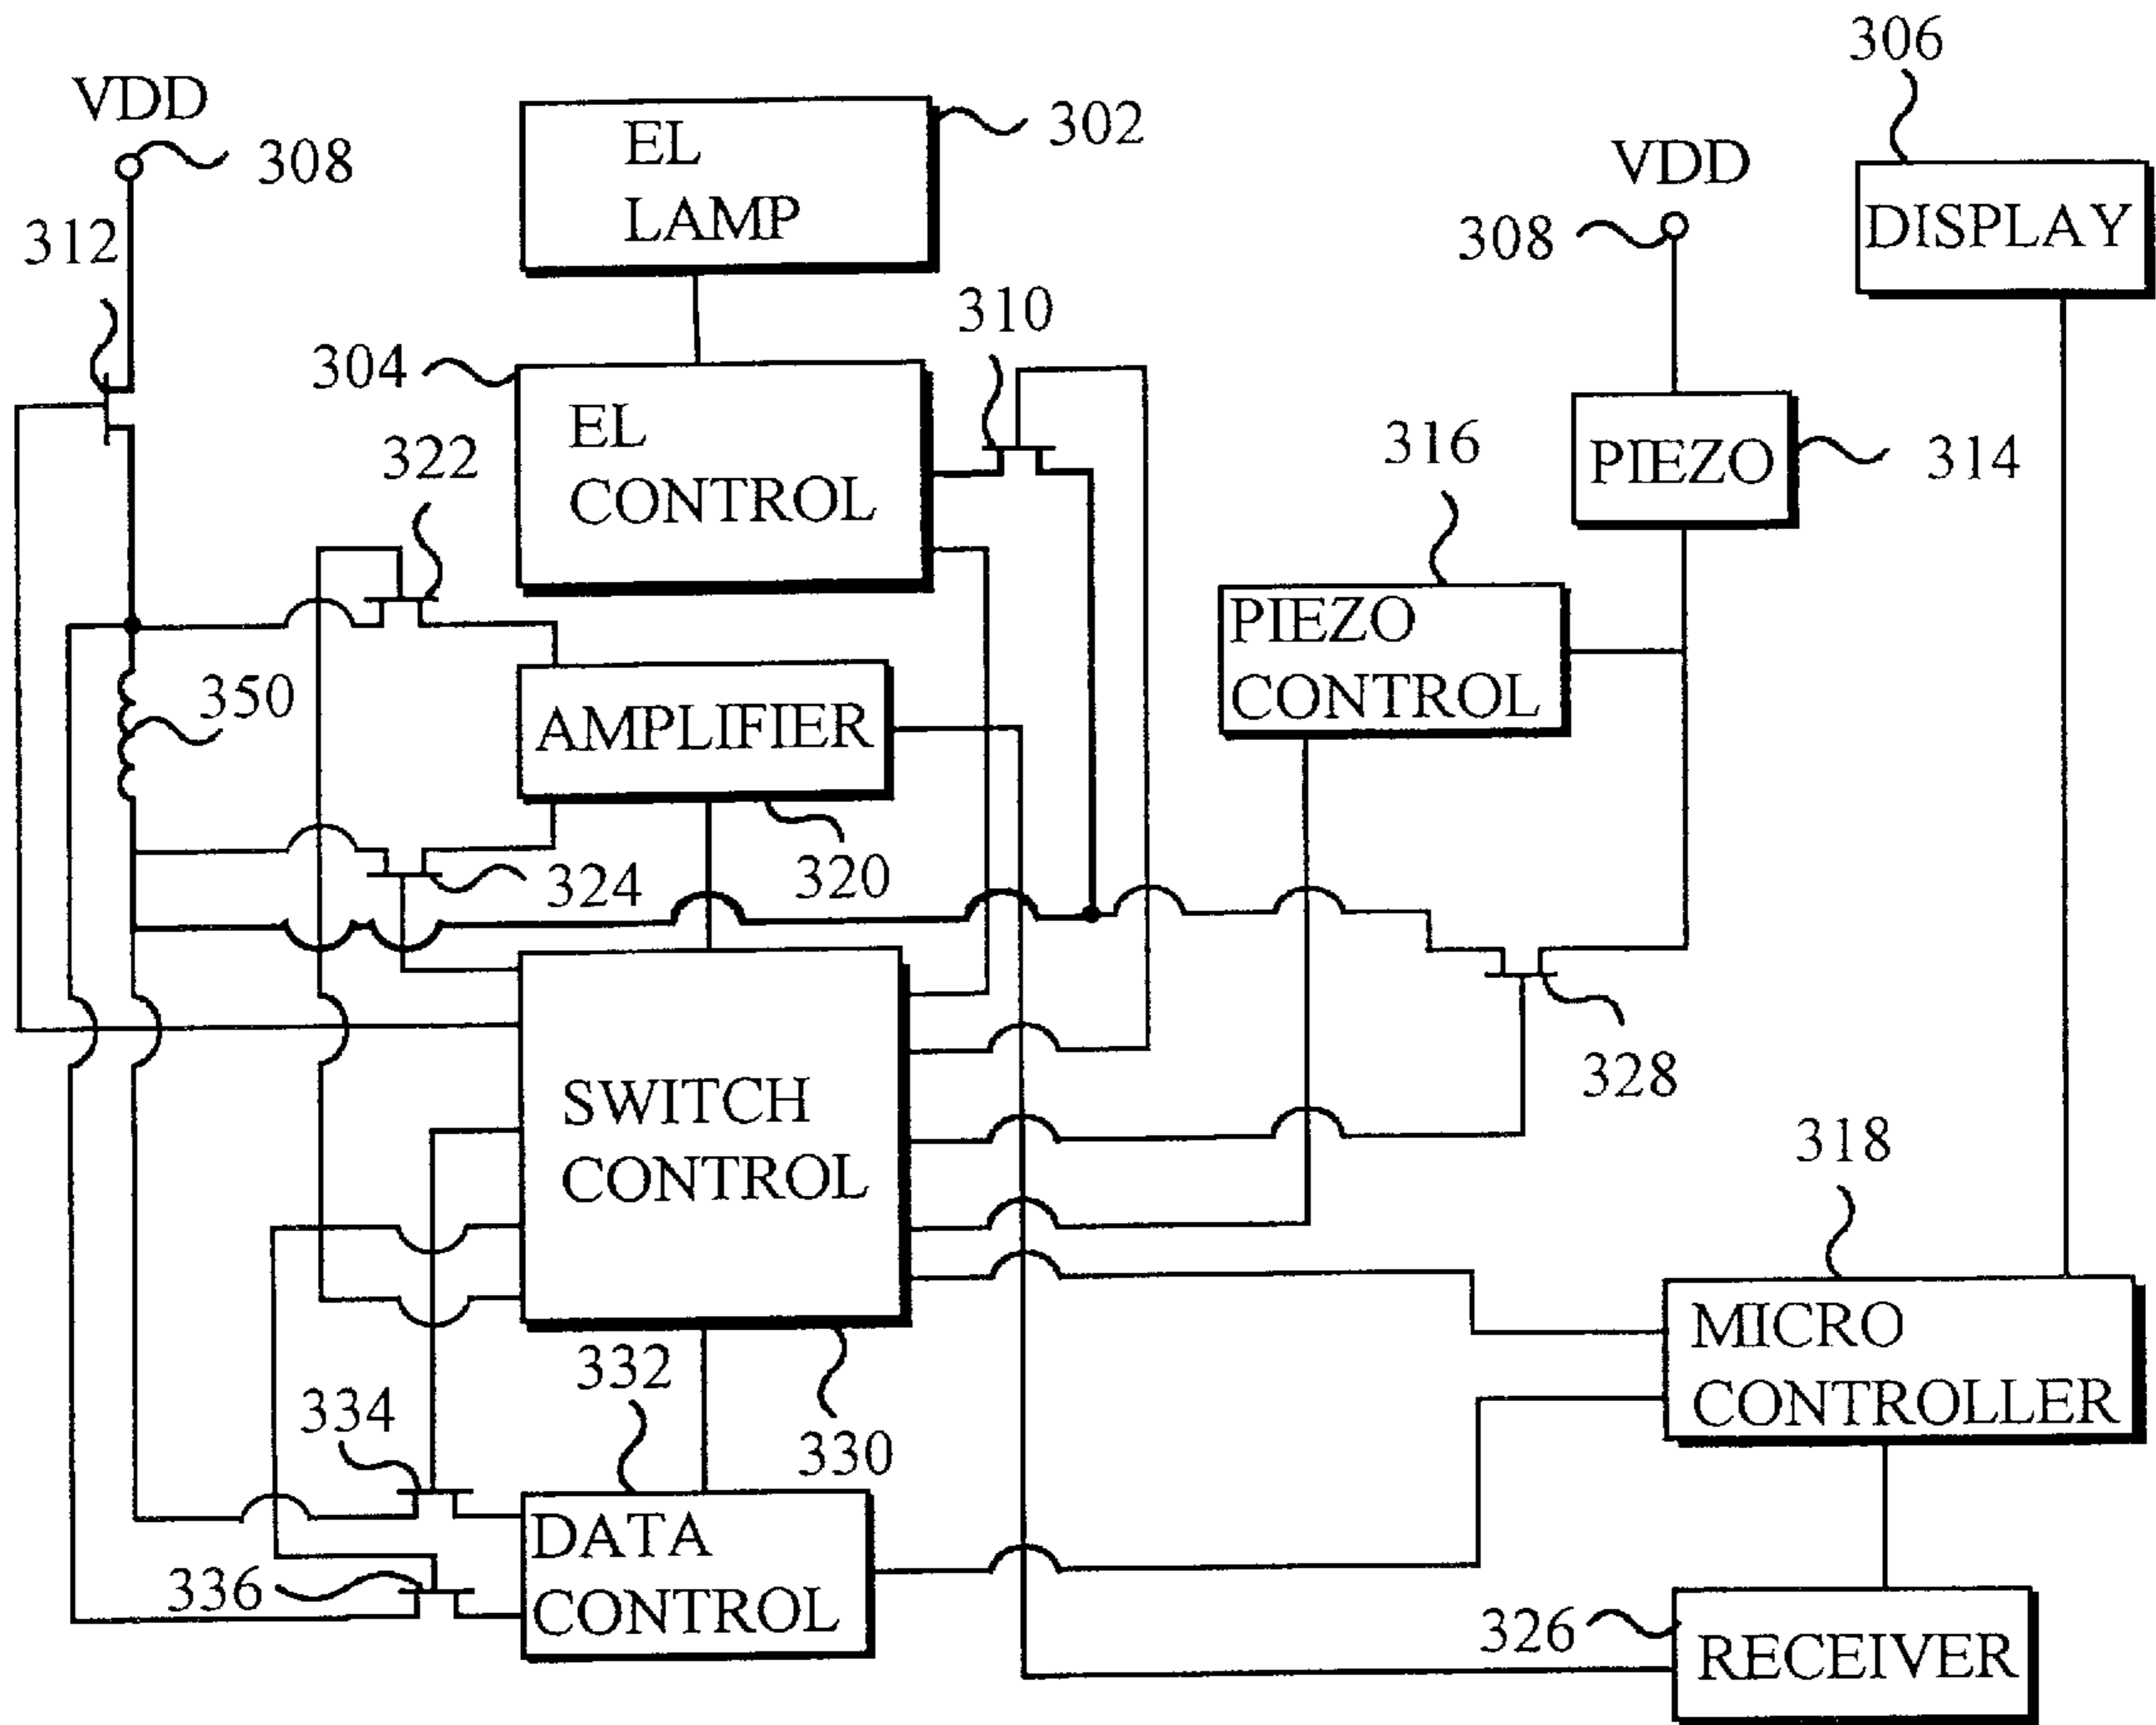 306
VDD
308
302
EL
LAMP
VDD
308
DISPLAY
312
310
304
EL
CONTROL
322
316
PIEZO
314
PIEZO
CONTROL
350
AMPLIFIER
324
320
328
SWITCH
CONTROL
318
MICRO
CONTROLLER
332
334
330
DATA
CONTROL
336
326
RECEIVER